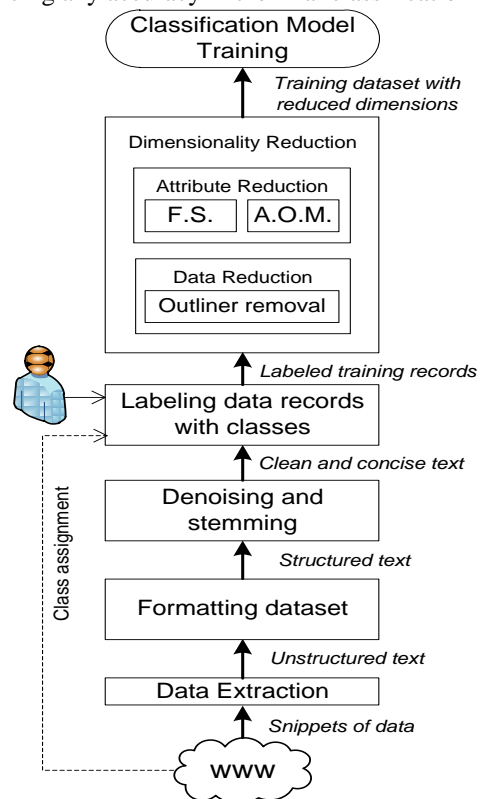 Classification Model
Training
Training dataset with
reduced dimensions
Dimensionality Reduction
Attribute Reduction
F.S. A.O.M.
Data Reduction
Outliner removal
Labeled training records
Labeling data records
with classes
Clean and concise text
Denoising and
stemming
Class assignment
Structured text
Formatting dataset
Unstructured text
Data Extraction
Snippets of data
WWW